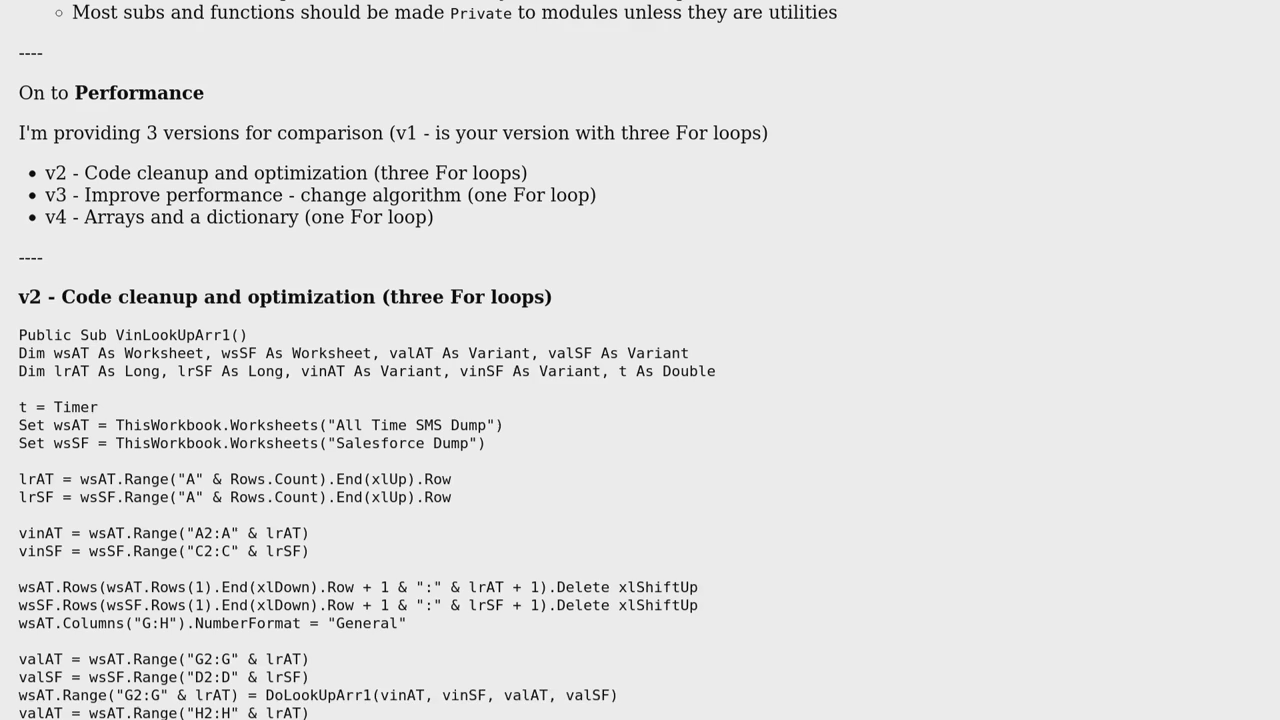 Most subs and functions should be made Private to modules unless they are utilities
----
On to Performance
I'm providing 3 versions for comparison (v1 - is your version with three For loops)
v2 - Code cleanup and optimization (three For loops)
v3 - Improve performance - change algorithm (one For loop)
v4 - Arrays and a dictionary (one For loop)
----
v2 - Code cleanup and optimization (three For loops)
Public Sub VinLookUpArr1()
Dim wsAT As Worksheet, wsSF As Worksheet, valAT As Variant, valSF As Variant
Dim lrAT As Long, lrSF As Long, vinAT As Variant, vinSF As Variant, t As Double
t = Timer
Set wsAT = ThisWorkbook.Worksheets("All Time SMS Dump")
Set wsSF = ThisWorkbook.Worksheets("Salesforce Dump")
lrAT = wsAT.Range("A" & Rows.Count).End(xlUp).Row
lrSF = wsSF.Range("A" & Rows.Count).End(xlUp).Row
vinAT = wsAT.Range("A2:A" & lrAT)
vinSF = wsSF.Range("C2:C" & lrSF)
wsAT.Rows(wsAT.Rows(1).End(xlDown).Row + 1 & ":" & lrAT + 1).Delete xlShiftUp
wsSF.Rows(wsSF.Rows(1).End(xlDown).Row + 1 & ":" & lrSF + 1).Delete xlShiftUp
wsAT.Columns("G:H").NumberFormat = "General"
valAT = wsAT.Range("G2:G" & lrAT)
valSF = wsSF.Range("D2:D" & lrSF)
wsAT.Range("G2:G" & lrAT) = DoLookUpArr1(vinAT, vinSF, valAT, valSF)
valAT = wsAT.Range("H2:H" & lrAT)